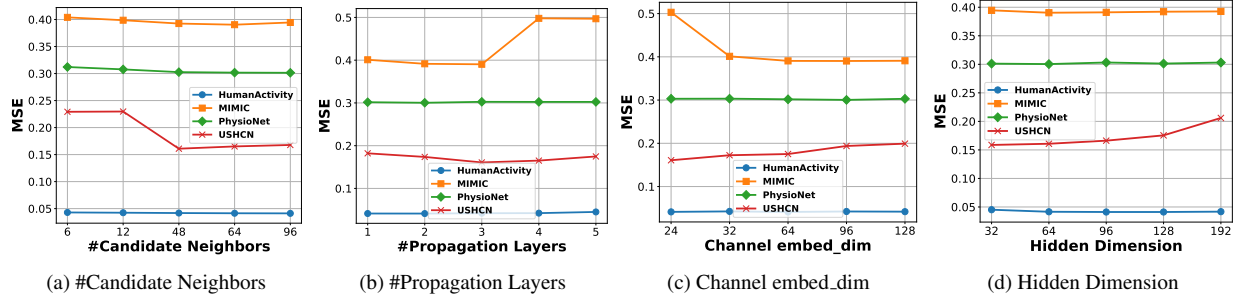 0.40
0.35
0.30
0.25
0.20
0.15
0.10
0.05
MSE
6 12 48 64 96
#Candidate Neighbors
HumanActivity
MIMIC
PhysioNet
USHCN
(a) #Candidate Neighbors
0.5
0.4
0.3
0.2
0.1
MSE
1 2 3 4 5
#Propagation Layers
HumanActivity
MIMIC
PhysioNet
USHCN
(b) #Propagation Layers
0.5
0.4
0.3
0.2
0.1
MSE
24 32 64 96 128
Channel embed_dim
HumanActivity
MIMIC
PhysioNet
USHCN
(c) Channel embed_dim
0.40
0.35
0.30
0.25
0.20
0.15
0.10
0.05
MSE
32 64 96 128 192
Hidden Dimension
HumanActivity
MIMIC
PhysioNet
USHCN
(d) Hidden Dimension